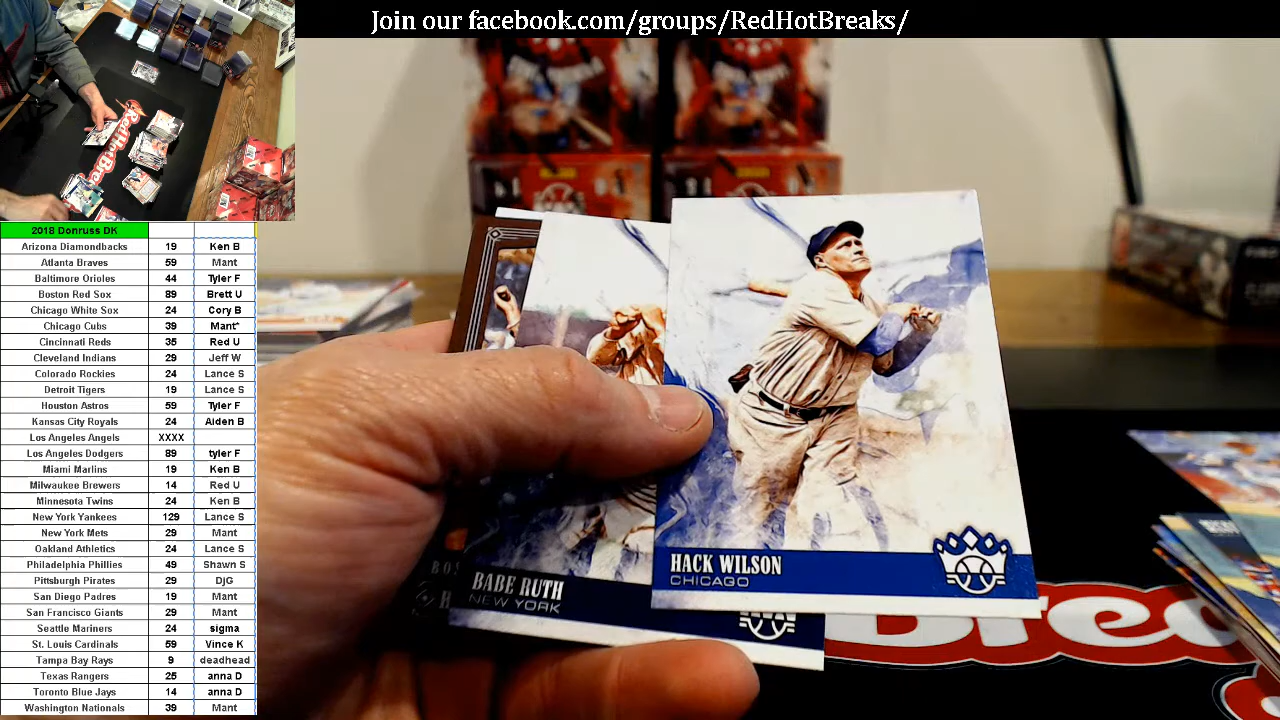 Join our facebook.com/groups/RedHotBreaks/
2018 Donruss DK
Arizona Diamondbacks 19 Ken B
Atlanta Braves 59 Mant
Baltimore Orioles 44 Tyler F
Boston Red Sox 89 Brett U
Chicago White Sox 24 Cory B
Chicago Cubs 39 Mant*
Cincinnati Reds 35 Red U
Cleveland Indians 29 Jeff W
Colorado Rockies 24 Lance S
Detroit Tigers 19 Lance S
Houston Astros 59 Tyler F
Kansas City Royals 24 Aiden B
Los Angeles Angels XXXX
Los Angeles Dodgers 89 tyler F
Miami Marlins 19 Ken B
Milwaukee Brewers 14 Red U
Minnesota Twins 24 Ken B
New York Yankees 129 Lance S
New York Mets 29 Mant
Oakland Athletics 24 Lance S
Philadelphia Phillies 49 Shawn S
Pittsburgh Pirates 29 DjG
San Diego Padres 19 Mant
San Francisco Giants 29 Mant
Seattle Mariners 24 sigma
St. Louis Cardinals 59 Vince K
Tampa Bay Rays 9 deadhead
Texas Rangers 25 anna D
Toronto Blue Jays 14 anna D
Washington Nationals 39 Mant
HACK WILSON
CHICAGO
BABE RUTH
NEW YORK
BOS
H
Brea
RedHotBrea